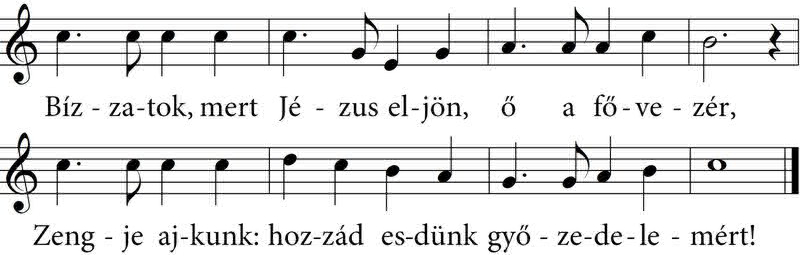 Bíz - za-tok, mert Jé - zus el-jön, ő a fő-ve - zér,
Zeng - je aj-kunk: hoz-zád es-dünk győ - ze-de-le - mért!